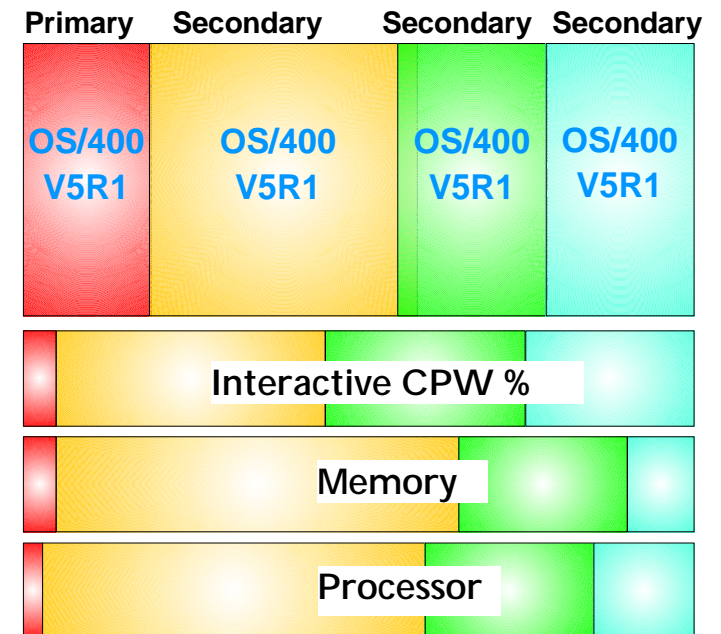 Primary Secondary Secondary Secondary
OS/400 OS/400 OS/400 OS/400
V5R1 V5R1 V5R1 V5R1
Interactive CPW %
Memory
Processor